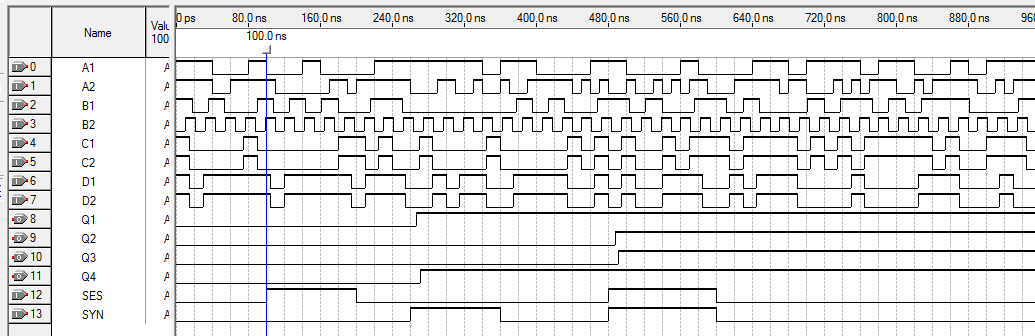 0 ps 80.0 ns 160.0 ns 240.0 ns 320.0 ns 400.0 ns 480.0 ns 560.0 ns 640.0 ns 720.0 ns 800.0 ns 880.0 ns 960
Name Valu
100
100.0 ns
0 A1 A
1 A2 A
2 B1 A
3 B2 A
4 C1 A
5 C2 A
6 D1 A
7 D2 A
8 Q1 A
9 Q2 A
10 Q3 A
11 Q4 A
12 SES A
13 SYN A